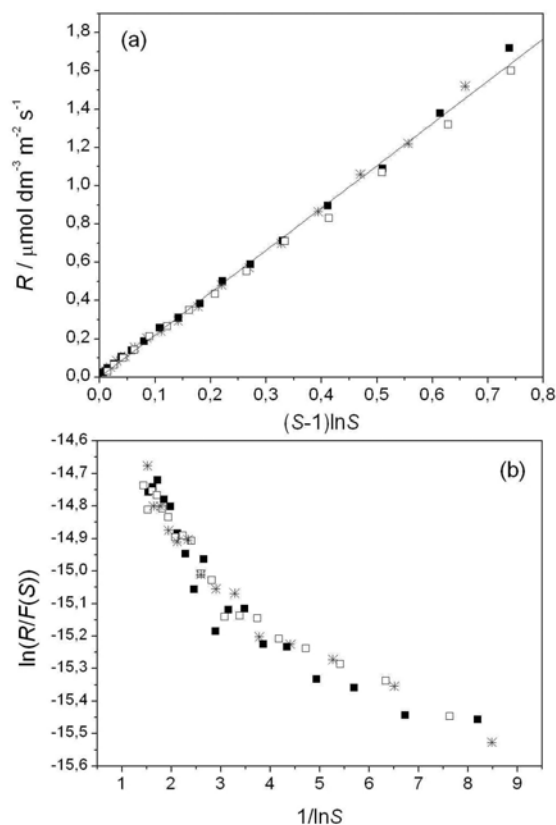 (a)
R / μmol dm⁻³ m⁻² s⁻¹
1,8
1,6
1,4
1,2
1,0
0,8
0,6
0,4
0,2
0,0
0,0 0,1 0,2 0,3 0,4 0,5 0,6 0,7 0,8
(S-1)lnS
(b)
ln(R/F(S))
-14,6
-14,7
-14,8
-14,9
-15,0
-15,1
-15,2
-15,3
-15,4
-15,5
-15,6
1 2 3 4 5 6 7 8 9
1/lnS